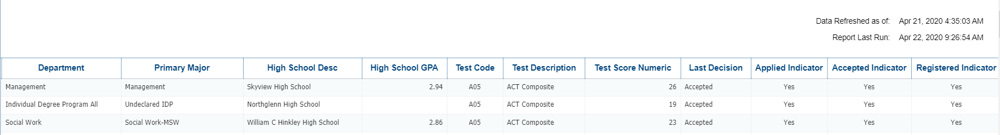 Data Refreshed as of: Apr 21, 2020 4:35:03 AM
Report Last Run: Apr 22, 2020 9:26:54 AM
Department Primary Major High School Desc High School GPA Test Code Test Description Test Score Numeric Last Decision Applied Indicator Accepted Indicator Registered Indicator
Management Management Skyview High School 2.94 A05 ACT Composite 26 Accepted Yes Yes Yes
Individual Degree Program All Undeclared IDP Northglenn High School A05 ACT Composite 19 Accepted Yes Yes Yes
Social Work Social Work-MSW William C Hinkley High School 2.86 A05 ACT Composite 23 Accepted Yes Yes Yes